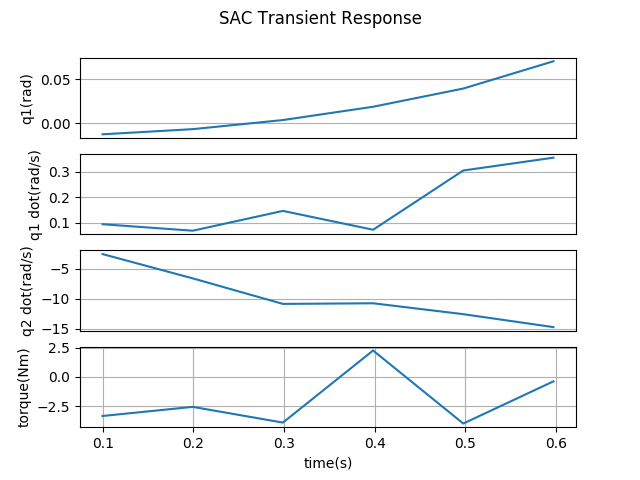 SAC Transient Response
q1(rad)
0.05
0.00
q1 dot(rad/s)
0.3
0.2
0.1
q2 dot(rad/s)
−5
−10
−15
torque(Nm)
2.5
0.0
−2.5
0.1 0.2 0.3 0.4 0.5 0.6
time(s)